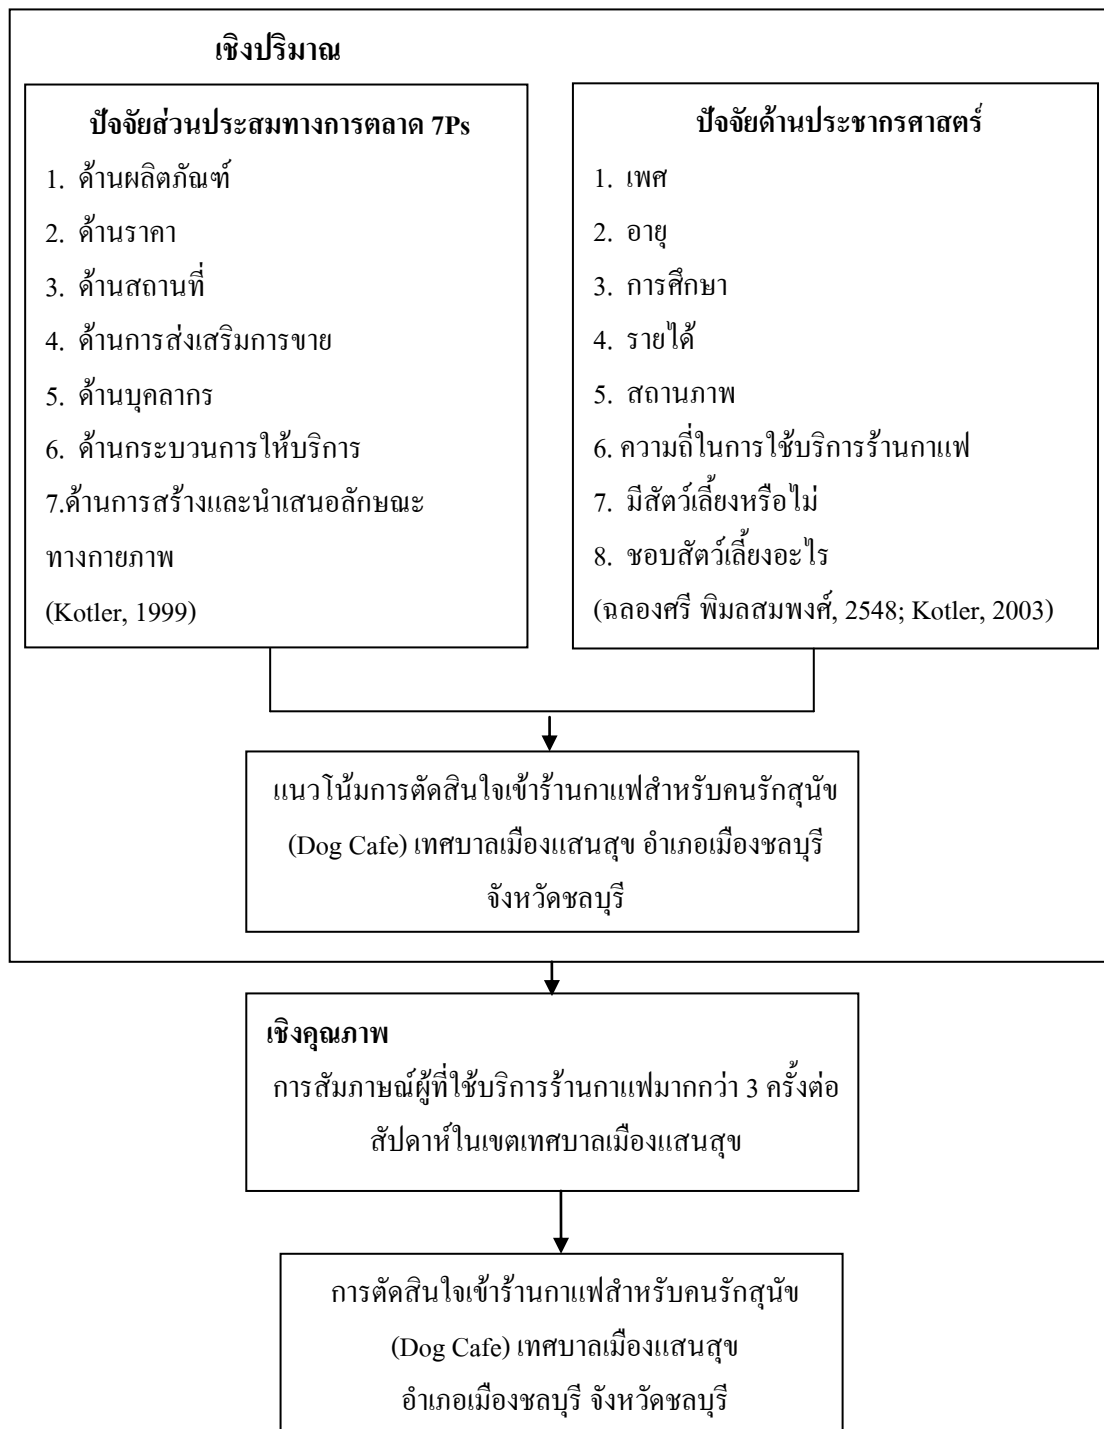 เชิงปริมาณ
ปัจจัยส่วนประสมทางการตลาด 7Ps
1. ด้านผลิตภัณฑ์
2. ด้านราคา
3. ด้านสถานที่
4. ด้านการส่งเสริมการขาย
5. ด้านบุคลากร
6. ด้านกระบวนการให้บริการ
7.ด้านการสร้างและนำเสนอลักษณะ
ทางกายภาพ
(Kotler, 1999)
ปัจจัยด้านประชากรศาสตร์
1. เพศ
2. อายุ
3. การศึกษา
4. รายได้
5. สถานภาพ
6. ความถี่ในการใช้บริการร้านกาแฟ
7. มีสัตว์เลี้ยงหรือไม่
8. ชอบสัตว์เลี้ยงอะไร
(ฉลองศรี พิมลสมพงศ์, 2548; Kotler, 2003)
แนวโน้มการตัดสินใจเข้าร้านกาแฟสำหรับคนรักสุนัข
(Dog Cafe) เทศบาลเมืองแสนสุข อำเภอเมืองชลบุรี
จังหวัดชลบุรี
เชิงคุณภาพ
การสัมภาษณ์ผู้ที่ใช้บริการร้านกาแฟมากกว่า 3 ครั้งต่อ
สัปดาห์ในเขตเทศบาลเมืองแสนสุข
การตัดสินใจเข้าร้านกาแฟสำหรับคนรักสุนัข
(Dog Cafe) เทศบาลเมืองแสนสุข
อำเภอเมืองชลบุรี จังหวัดชลบุรี